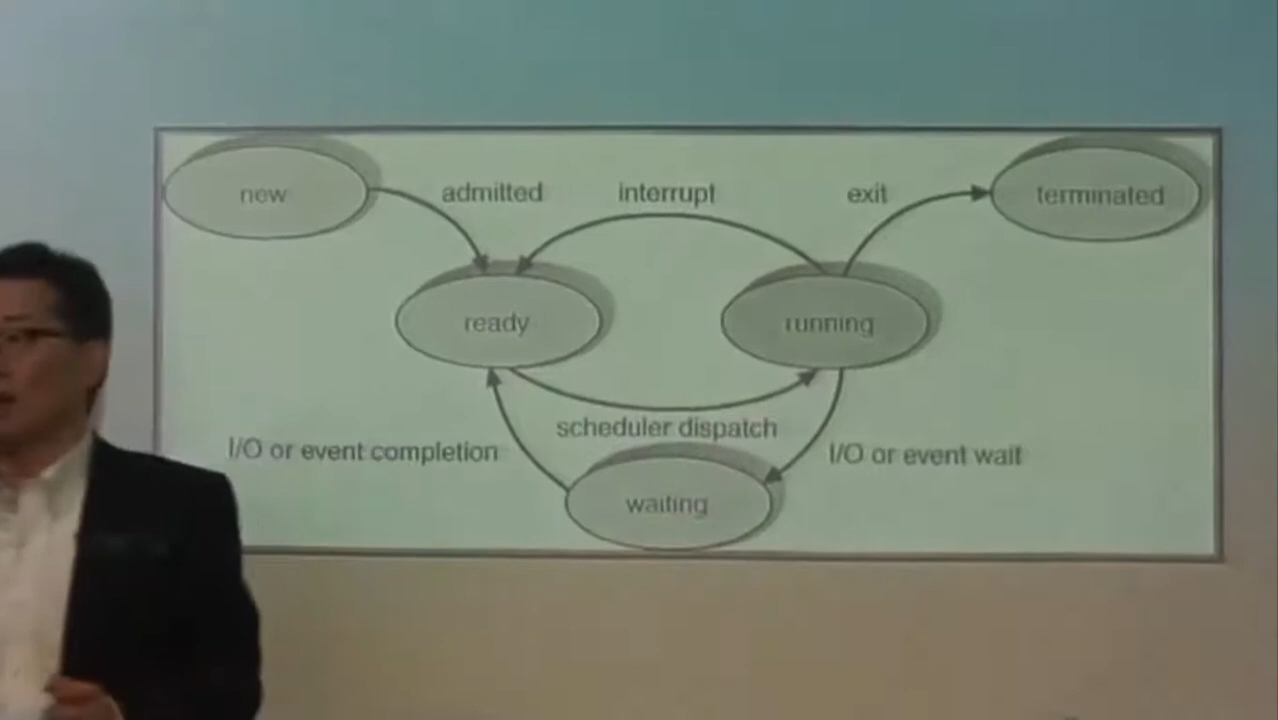 new
admitted
interrupt
exit
terminated
ready
running
scheduler dispatch
I/O or event completion
I/O or event wait
waiting